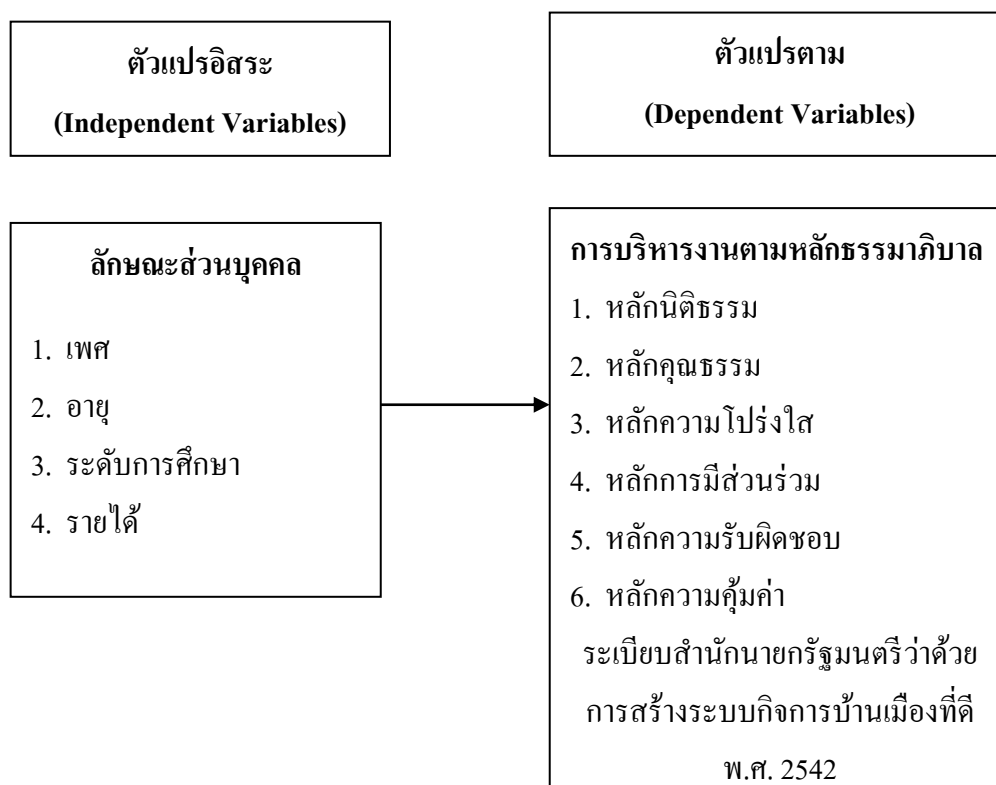 ตัวแปรอิสระ
(Independent Variables)
ตัวแปรตาม
(Dependent Variables)
ลักษณะส่วนบุคคล
1. เพศ
2. อายุ
3. ระดับการศึกษา
4. รายได้
การบริหารงานตามหลักธรรมาภิบาล
1. หลักนิติธรรม
2. หลักคุณธรรม
3. หลักความโปร่งใส
4. หลักการมีส่วนร่วม
5. หลักความรับผิดชอบ
6. หลักความคุ้มค่า
ระเบียบสำนักนายกรัฐมนตรีว่าด้วย
การสร้างระบบกิจการบ้านเมืองที่ดี
พ.ศ. 2542